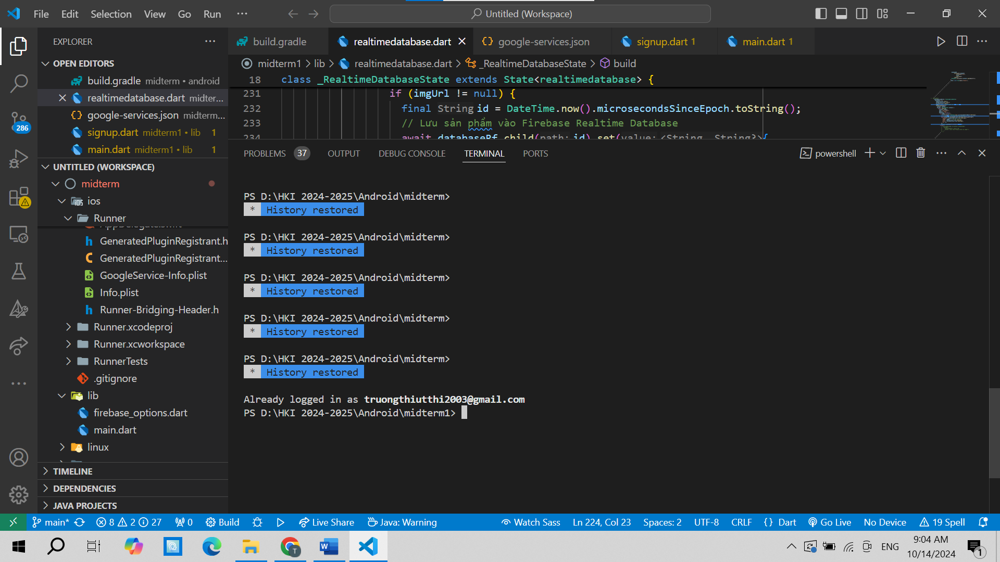 File Edit Selection View Go Run ··· Untitled (Workspace)
EXPLORER ···
OPEN EDITORS
build.gradle midterm • android
realtimedatabase.dart midter...
google-services.json midterm...
signup.dart midterm1 • lib 1
main.dart midterm1 • lib 1
UNTITLED (WORKSPACE)
midterm
ios
Runner
GeneratedPluginRegistrant.h
GeneratedPluginRegistrant...
GoogleService-Info.plist
Info.plist
Runner-Bridging-Header.h
Runner.xcodeproj
Runner.xcworkspace
RunnerTests
.gitignore
lib
firebase_options.dart
main.dart
linux
TIMELINE
DEPENDENCIES
JAVA PROJECTS
286
build.gradle realtimedatabase.dart google-services.json signup.dart 1 main.dart 1
midterm1 > lib > realtimedatabase.dart > _RealtimeDatabaseState > build
18 class _RealtimeDatabaseState extends State<realtimedatabase> {
231 if (imgUrl != null) {
232 final String id = DateTime.now().microsecondsSinceEpoch.toString();
233 // Lưu sản phẩm vào Firebase Realtime Database
234 await databaseRf.child(path: id).set(value: <String, String?>{
PROBLEMS 37 OUTPUT DEBUG CONSOLE TERMINAL PORTS powershell
PS D:\HKI 2024-2025\Android\midterm>
* History restored
PS D:\HKI 2024-2025\Android\midterm>
* History restored
PS D:\HKI 2024-2025\Android\midterm>
* History restored
PS D:\HKI 2024-2025\Android\midterm>
* History restored
PS D:\HKI 2024-2025\Android\midterm>
* History restored
Already logged in as truongthiutthi2003@gmail.com
PS D:\HKI 2024-2025\Android\midterm1>
main* 8 2 27 0 Build Live Share Java: Warning Watch Sass Ln 224, Col 23 Spaces: 2 UTF-8 CRLF {} Dart Go Live No Device 19 Spell
T W ENG 9:04 AM
10/14/2024 1